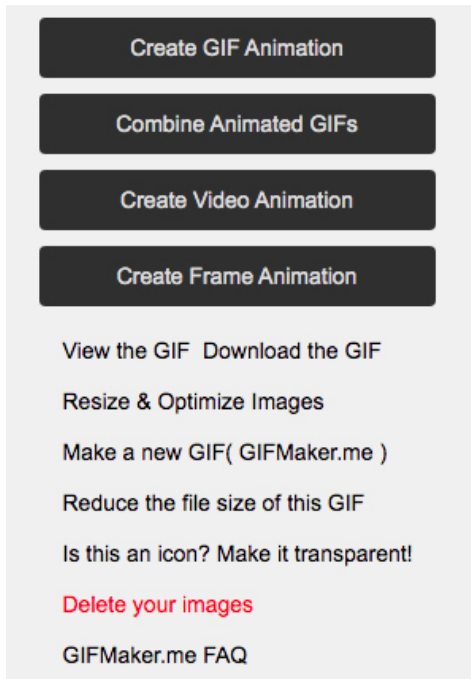 Create GIF Animation
Combine Animated GIFs
Create Video Animation
Create Frame Animation
View the GIF  Download the GIF
Resize & Optimize Images
Make a new GIF( GIFMaker.me )
Reduce the file size of this GIF
Is this an icon? Make it transparent!
Delete your images
GIFMaker.me FAQ